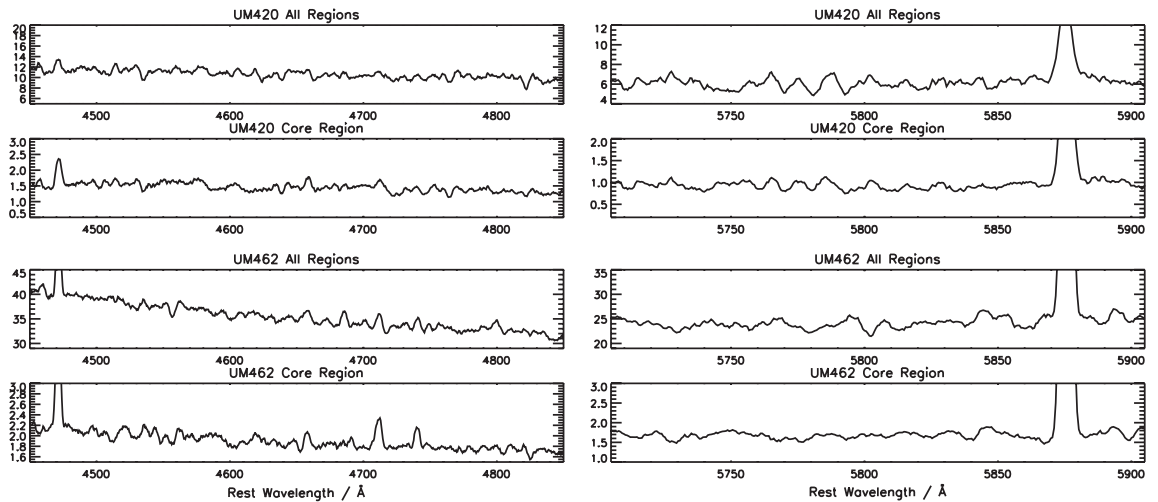 UM420 All Regions
20
18
16
14
12
10
8
6
4500 4600 4700 4800
UM420 Core Region
3.0
2.5
2.0
1.5
1.0
0.5
4500 4600 4700 4800
UM462 All Regions
45
40
35
30
4500 4600 4700 4800
UM462 Core Region
3.0
2.8
2.6
2.4
2.2
2.0
1.8
1.6
4500 4600 4700 4800
Rest Wavelength / Å
UM420 All Regions
12
10
8
6
4
5750 5800 5850 5900
UM420 Core Region
2.0
1.5
1.0
0.5
5750 5800 5850 5900
UM462 All Regions
35
30
25
20
5750 5800 5850 5900
UM462 Core Region
3.0
2.5
2.0
1.5
1.0
5750 5800 5850 5900
Rest Wavelength / Å